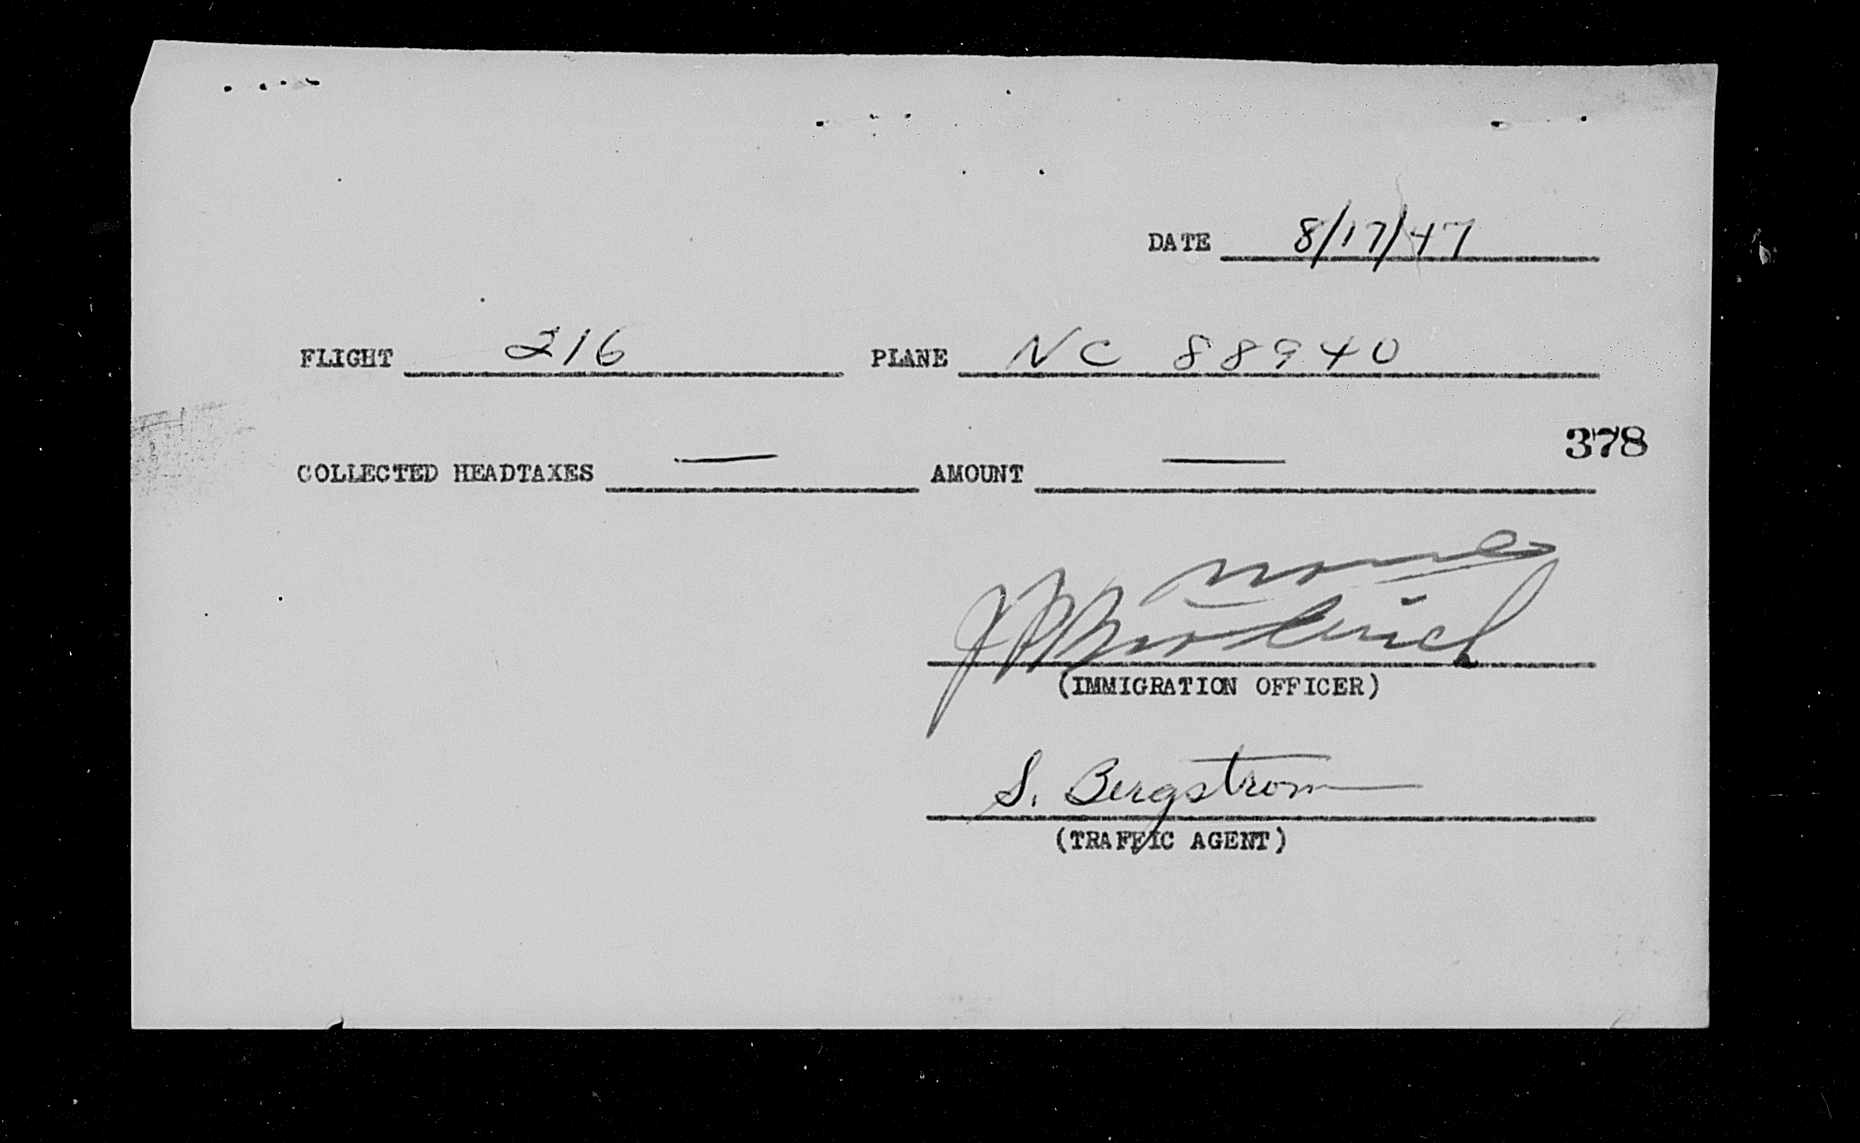 DATE 8/17/47
FLIGHT 216 PLANE NC 88940
378
COLLECTED HEADTAXES — AMOUNT —
(IMMIGRATION OFFICER)
S. Bergstrom
(TRAFFIC AGENT)